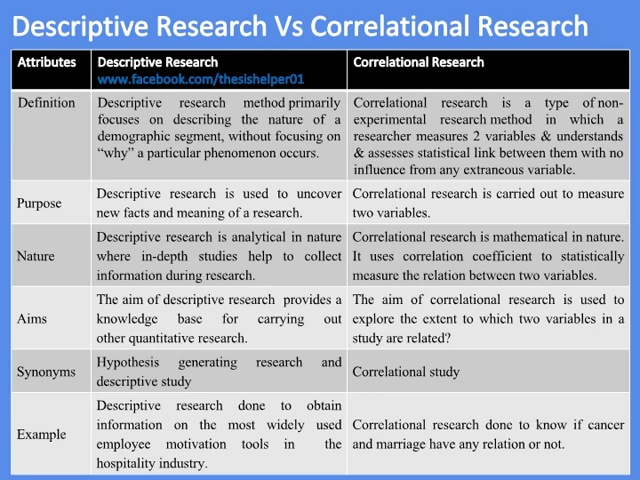 Descriptive Research Vs Correlational Research
Attributes
Descriptive Research
www.facebook.com/thesishelper01
Correlational Research
Definition
Descriptive research method primarily
focuses on describing the nature of a
demographic segment, without focusing on
“why” a particular phenomenon occurs.
Correlational research is a type of non-
experimental research method in which a
researcher measures 2 variables & understands
& assesses statistical link between them with no
influence from any extraneous variable.
Purpose
Descriptive research is used to uncover
new facts and meaning of a research.
Correlational research is carried out to measure
two variables.
Nature
Descriptive research is analytical in nature
where in-depth studies help to collect
information during research.
Correlational research is mathematical in nature.
It uses correlation coefficient to statistically
measure the relation between two variables.
Aims
The aim of descriptive research provides a
knowledge base for carrying out
other quantitative research.
The aim of correlational research is used to
explore the extent to which two variables in a
study are related?
Synonyms
Hypothesis generating research and
descriptive study
Correlational study
Example
Descriptive research done to obtain
information on the most widely used
employee motivation tools in the
hospitality industry.
Correlational research done to know if cancer
and marriage have any relation or not.